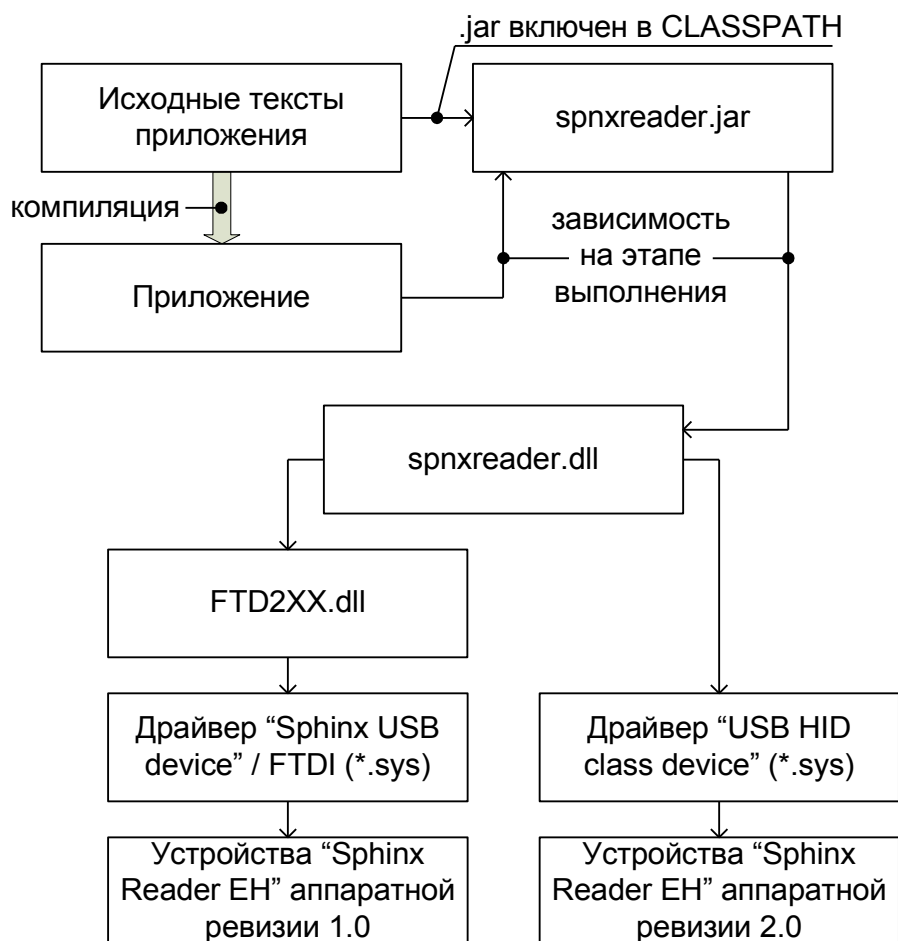 .jar включен в CLASSPATH
Исходные тексты
приложения
spnxreader.jar
компиляция
зависимость
на этапе
выполнения
Приложение
spnxreader.dll
FTD2XX.dll
Драйвер “Sphinx USB
device” / FTDI (*.sys)
Драйвер “USB HID
class device” (*.sys)
Устройства “Sphinx
Reader EH” аппаратной
ревизии 1.0
Устройства “Sphinx
Reader EH” аппаратной
ревизии 2.0